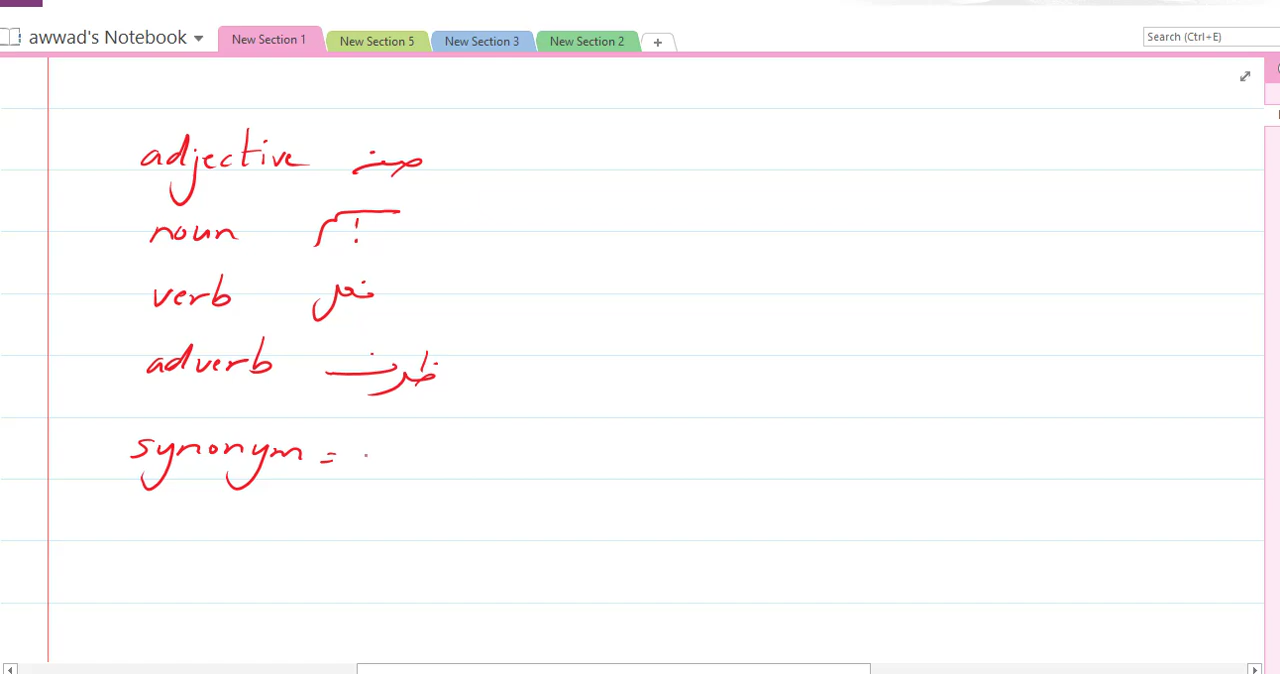 awwad's Notebook New Section 1 New Section 5 New Section 3 New Section 2 + Search (Ctrl+E)
adjective صفة
noun
verb فعل
adverb ظرف
synonym =